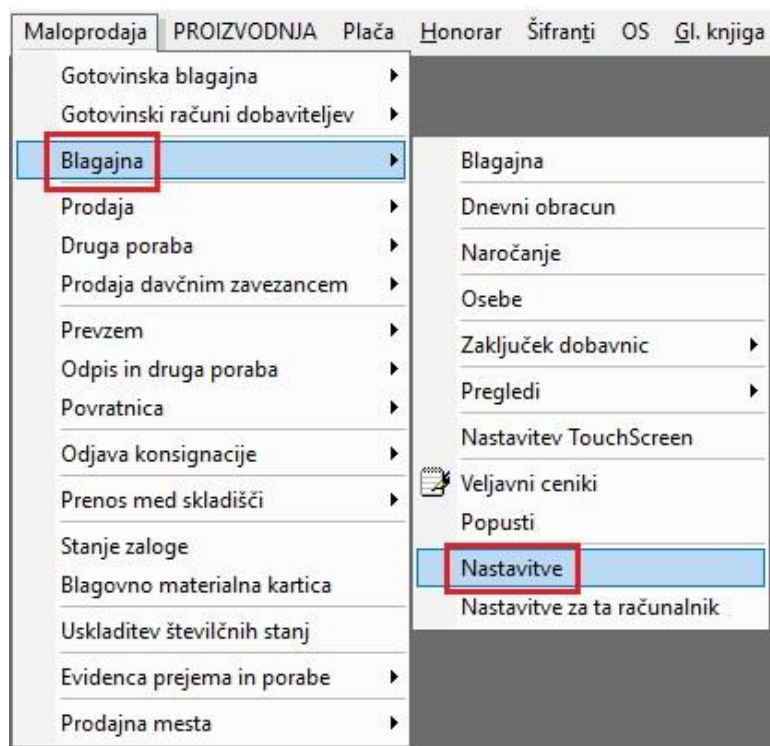 Maloprodaja PROIZVODNJA Plača Honorar Šifranti OS Gl. knjiga
Gotovinska blagajna
Gotovinski računi dobaviteljev
Blagajna
Prodaja
Druga poraba
Prodaja davčnim zavezancem
Prevzem
Odpis in druga poraba
Povratnica
Odjava konsignacije
Prenos med skladišči
Stanje zaloge
Blagovno materialna kartica
Uskladitev številčnih stanj
Evidenca prejema in porabe
Prodajna mesta
Blagajna
Dnevni obracun
Naročanje
Osebe
Zaključek dobavnic
Pregledi
Nastavitev TouchScreen
Veljavni ceniki
Popusti
Nastavitve
Nastavitve za ta računalnik